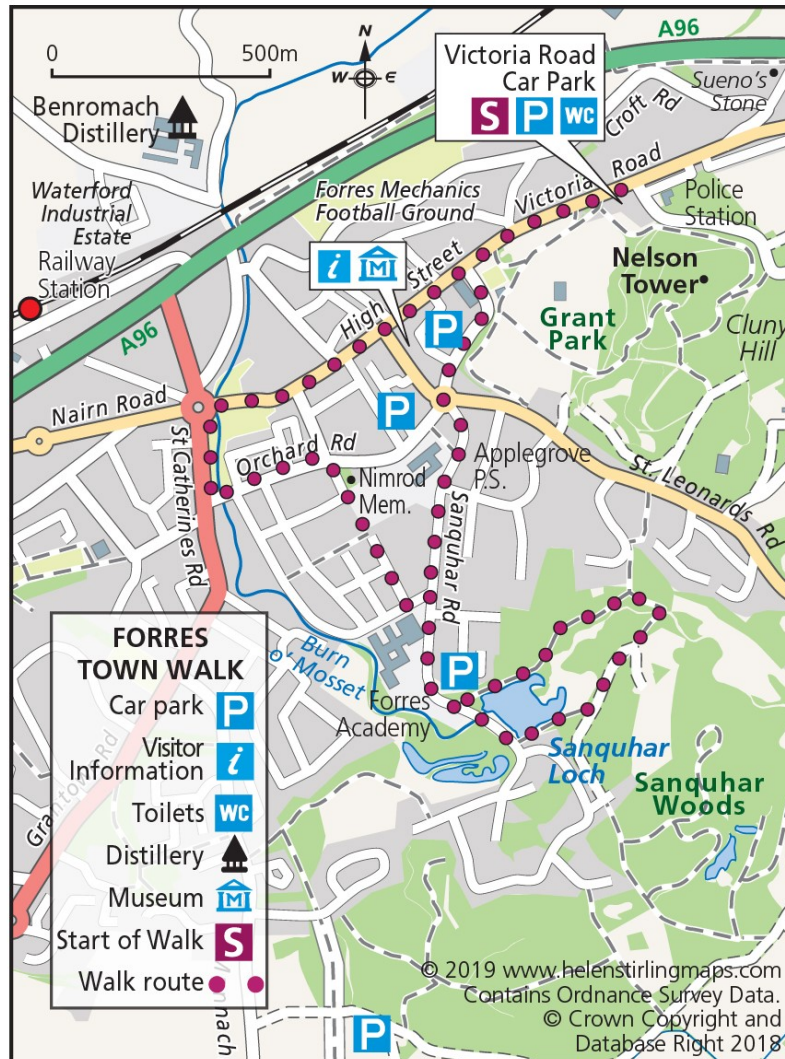 A96
0 500m
N
W E
Victoria Road
Car Park
S P WC
Sueno's
Stone
Benromach
Distillery
Croft Rd
Waterford
Industrial
Estate
Forres Mechanics
Football Ground
Victoria Road
Police
Station
Railway
Station
i M
High Street
Nelson
Tower
A96
P
Grant
Park
Cluny
Hill
Nairn Road
P
St Catherines Rd
Orchard Rd
Applegrove
P.S.
Nimrod
Mem.
St. Leonards Rd
Sanquhar Rd
Burn
o' Mosset
P
Forres
Academy
Sanquhar
Loch
Sanquhar
Woods
Grantown Rd
FORRES
TOWN WALK
Car park P
Visitor
Information i
Toilets WC
Distillery
Museum M
Start of Walk S
Walk route
P
© 2019 www.helenstirlingmaps.com
Contains Ordnance Survey Data.
© Crown Copyright and
Database Right 2018